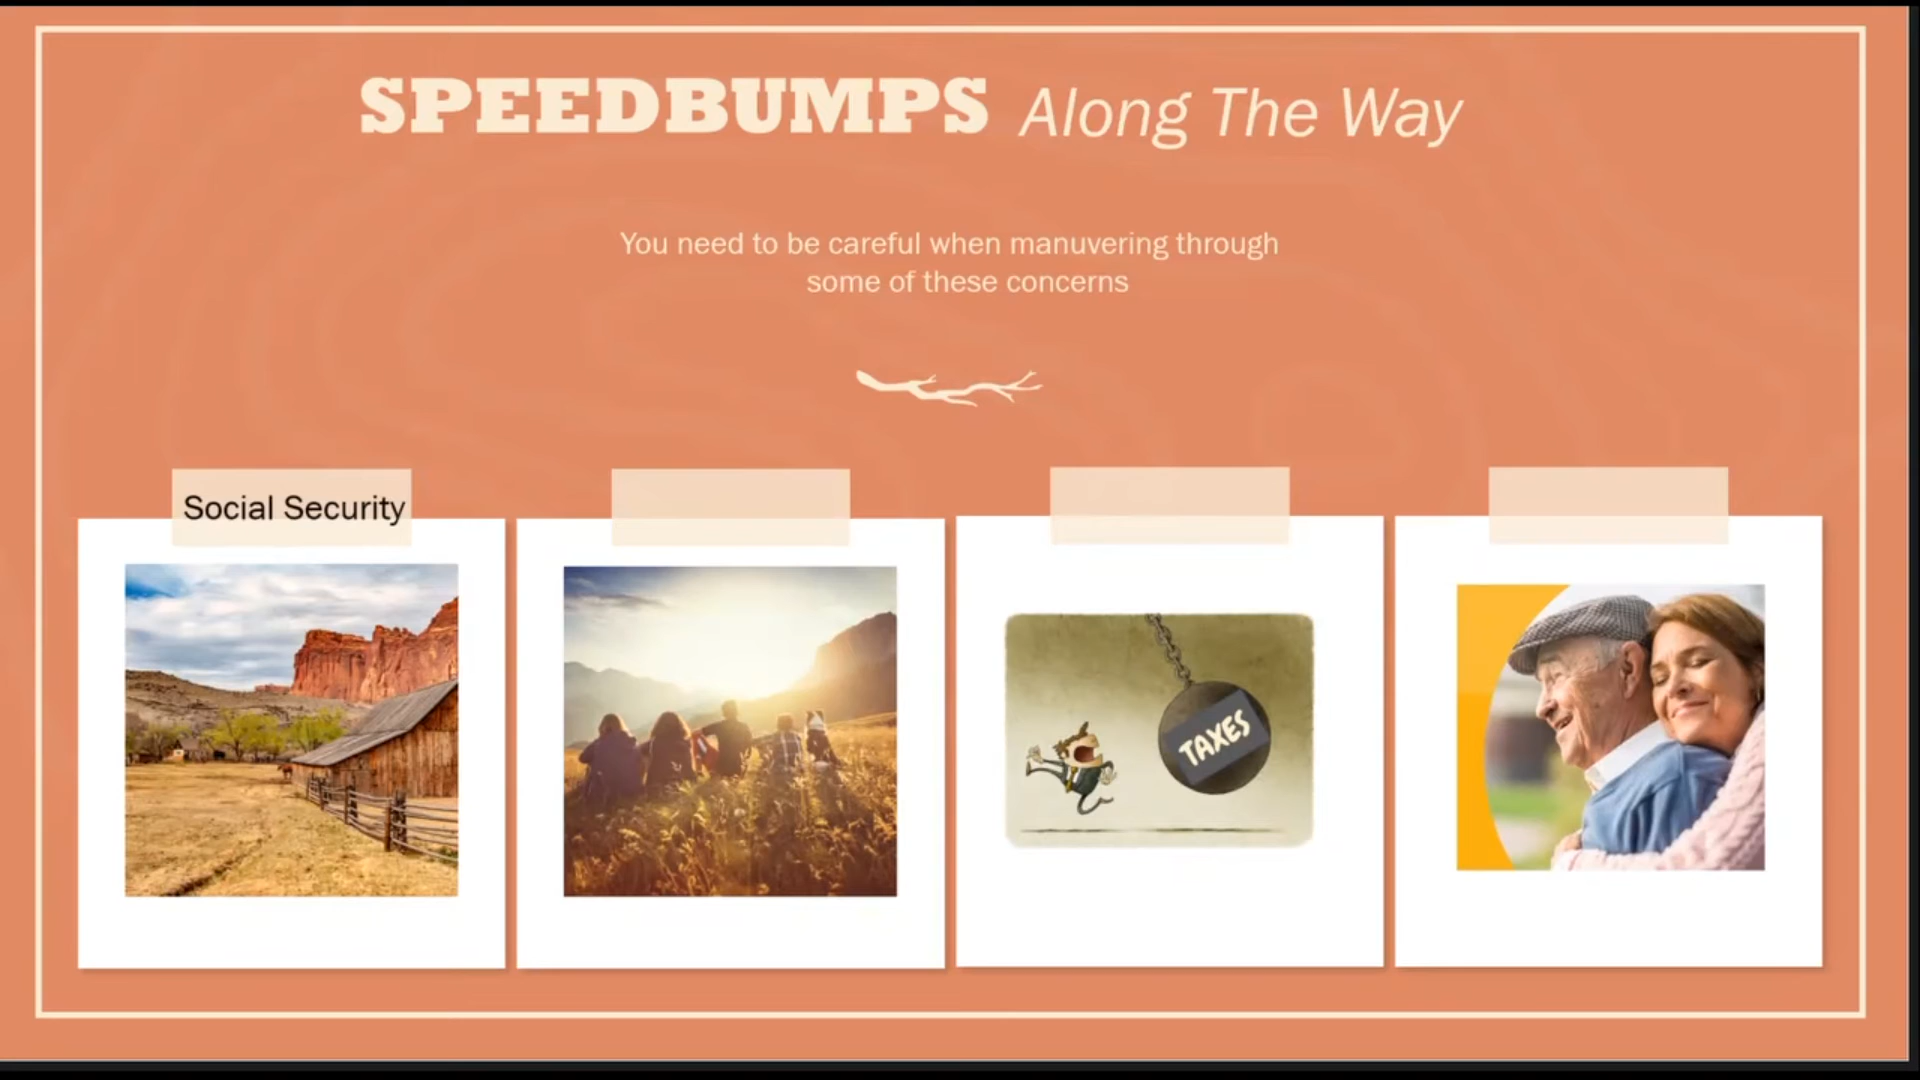 SPEEDBUMPS Along The Way
You need to be careful when manuvering through
some of these concerns
Social Security
TAXES